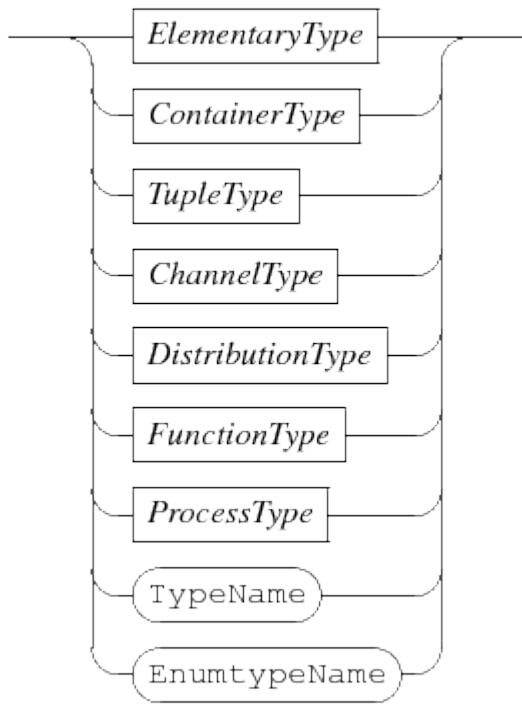 ElementaryType
ContainerType
TupleType
ChannelType
DistributionType
FunctionType
ProcessType
TypeName
EnumtypeName